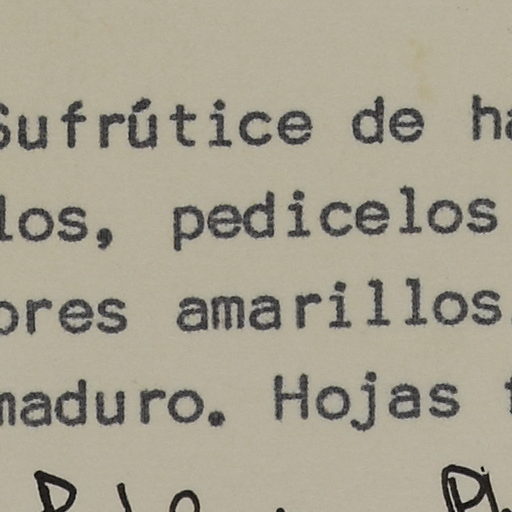 Sufrútice de ha
los, pedicelos
ores amarillos.
maduro. Hojas